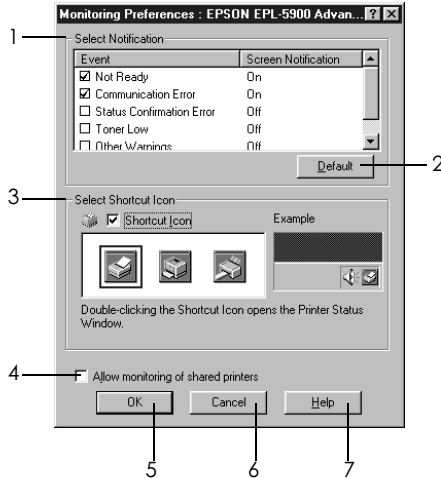 Monitoring Preferences : EPSON EPL-5900 Advan...
1
Select Notification
Event Screen Notification
Not Ready On
Communication Error On
Status Confirmation Error Off
Toner Low Off
Other Warnings Off
Default
2
3
Select Shortcut Icon
Shortcut Icon
Example
Double-clicking the Shortcut Icon opens the Printer Status
Window.
4
Allow monitoring of shared printers
OK Cancel Help
5 6 7